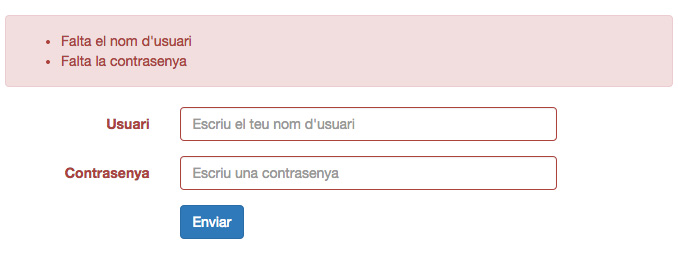 Falta el nom d'usuari
Falta la contrasenya
Usuari Escriu el teu nom d'usuari
Contrasenya Escriu una contrasenya
Enviar